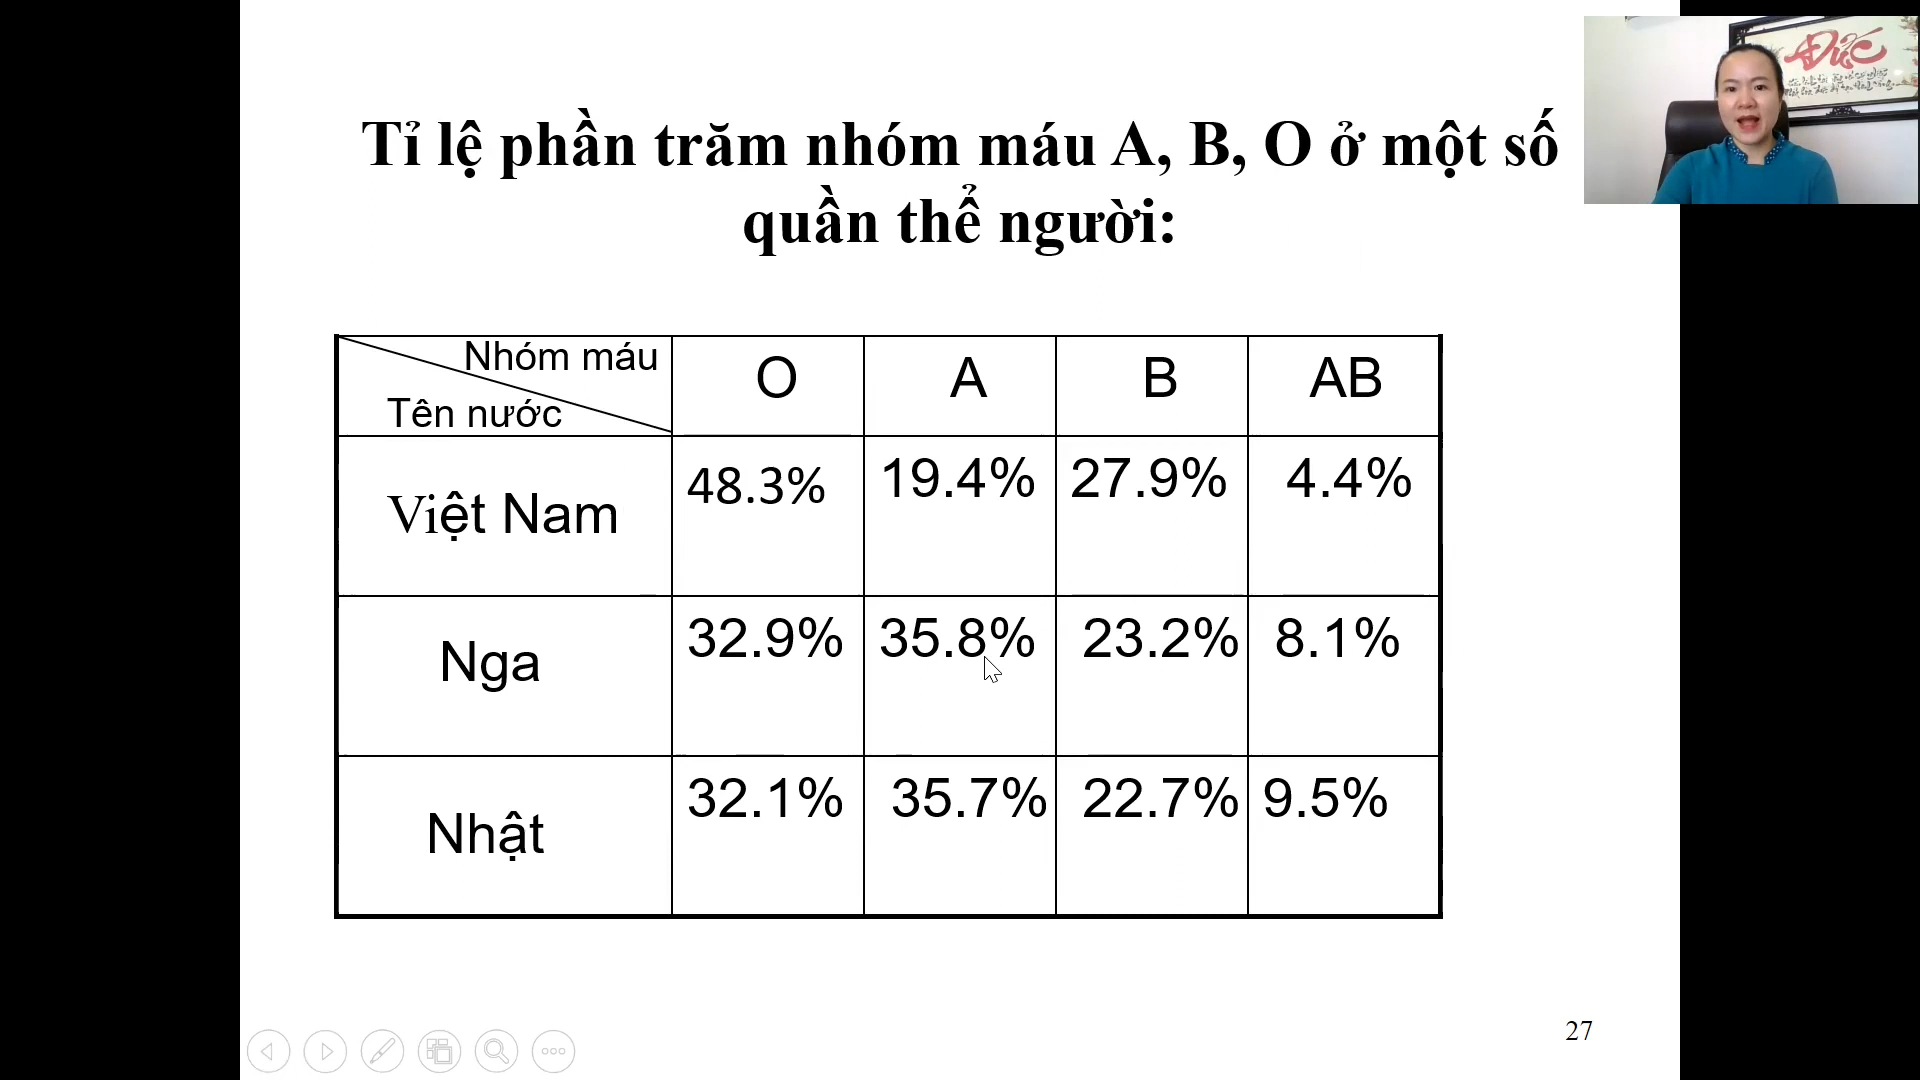 Tỉ lệ phần trăm nhóm máu A, B, O ở một số
quần thể người:
Nhóm máu
Tên nước
O A B AB
Việt Nam 48.3% 19.4% 27.9% 4.4%
Nga 32.9% 35.8% 23.2% 8.1%
Nhật 32.1% 35.7% 22.7% 9.5%
27
Đức